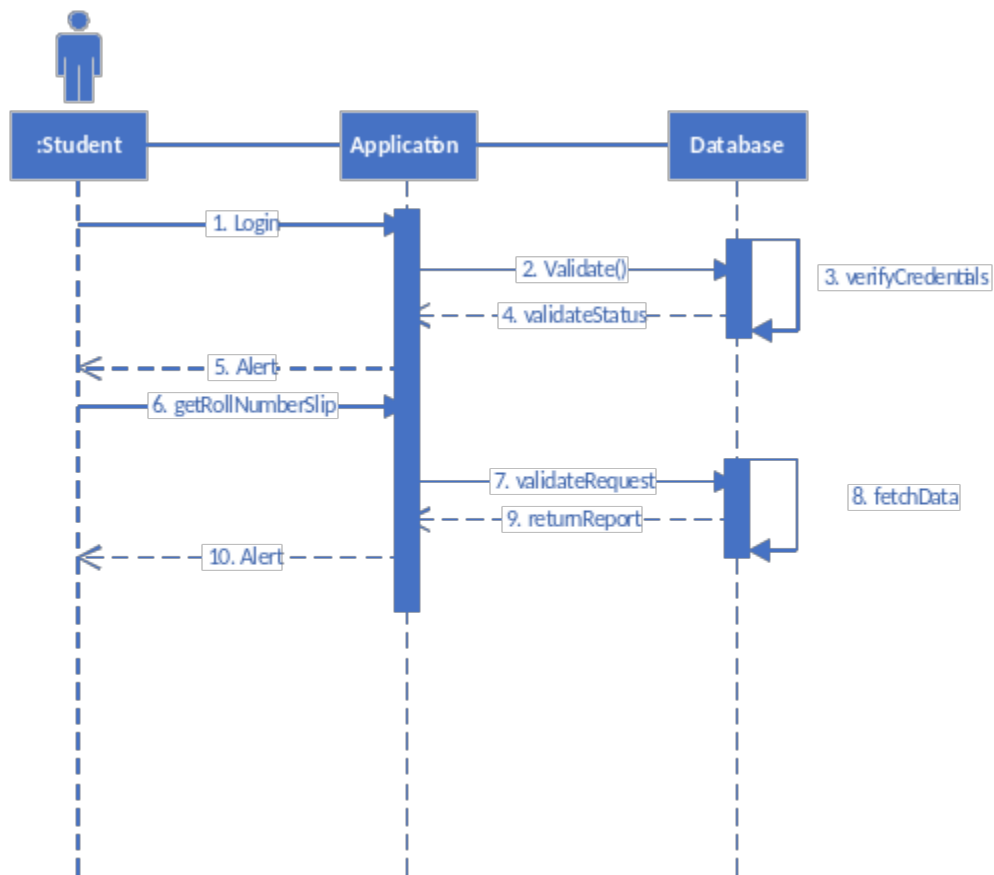 :Student
Application
Database
1. Login
2. Validate()
3. verifyCredentials
4. validateStatus
5. Alert
6. getRollNumberSlip
7. validateRequest
8. fetchData
9. returnReport
10. Alert